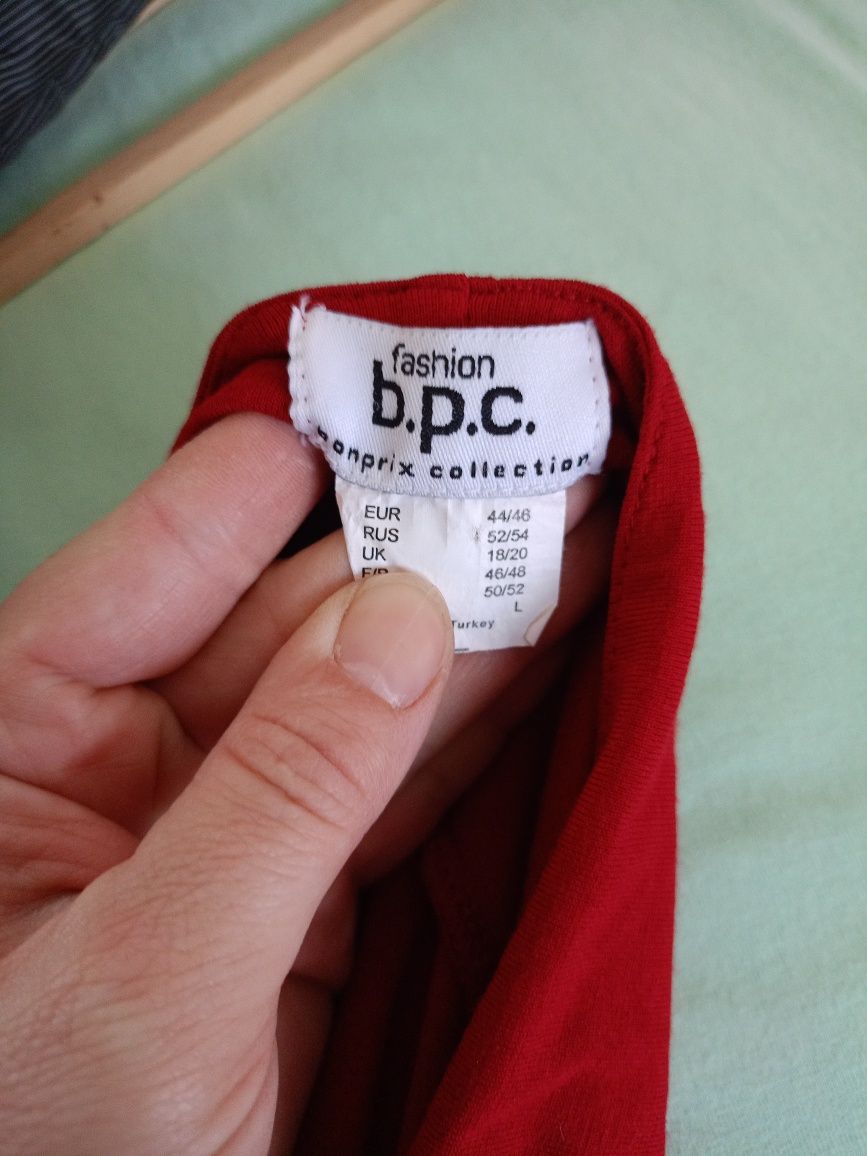 fashion
b.p.c.
bonprix collection
EUR 44/46
RUS 52/54
UK 18/20
F/B 46/48
50/52
L
Turkey